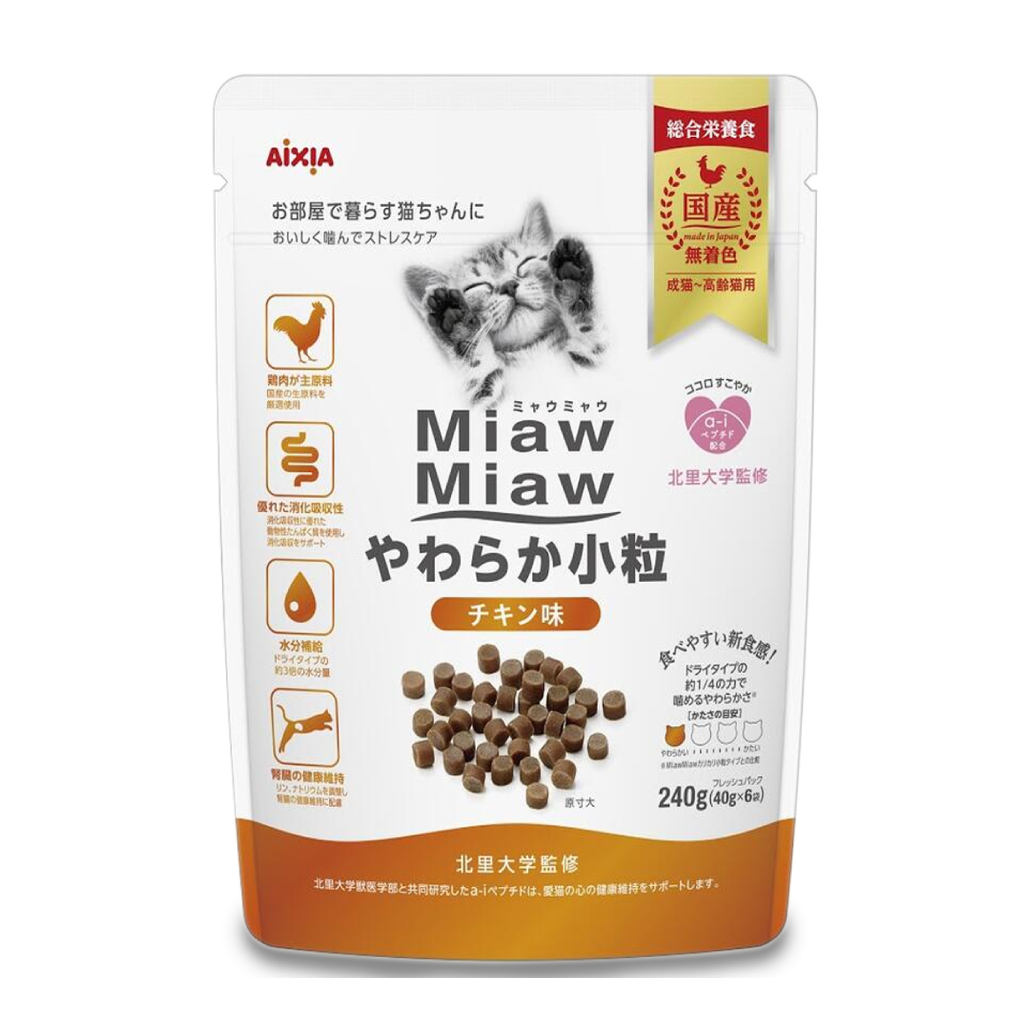 AIXIA
お部屋で暮らす猫ちゃんに
おいしく噛んでストレスケア
総合栄養食
国産
made in Japan
無着色
成猫~高齢猫用
鶏肉が主原料
国産の生原料を
厳選使用
優れた消化吸収性
消化吸収性に優れた
動物性たんぱく質を使用し
消化吸収をサポート
水分補給
ドライタイプの
約3倍の水分量
腎臓の健康維持
リン、ナトリウムを調整し
腎臓の健康維持に配慮
ミャウミャウ
Miaw
Miaw
やわらか小粒
チキン味
原寸大
ココロすこやか
a-i
ペプチド
配合
北里大学監修
食べやすい新食感!
ドライタイプの
約1/4の力で
噛めるやわらかさ※
[かたさの目安]
やわらかい かたい
※MiawMiawカリカリ小粒タイプとの比較
フレッシュパック
240g(40g×6袋)
北里大学監修
北里大学獣医学部と共同研究したa-iペプチドは、愛猫の心の健康維持をサポートします。